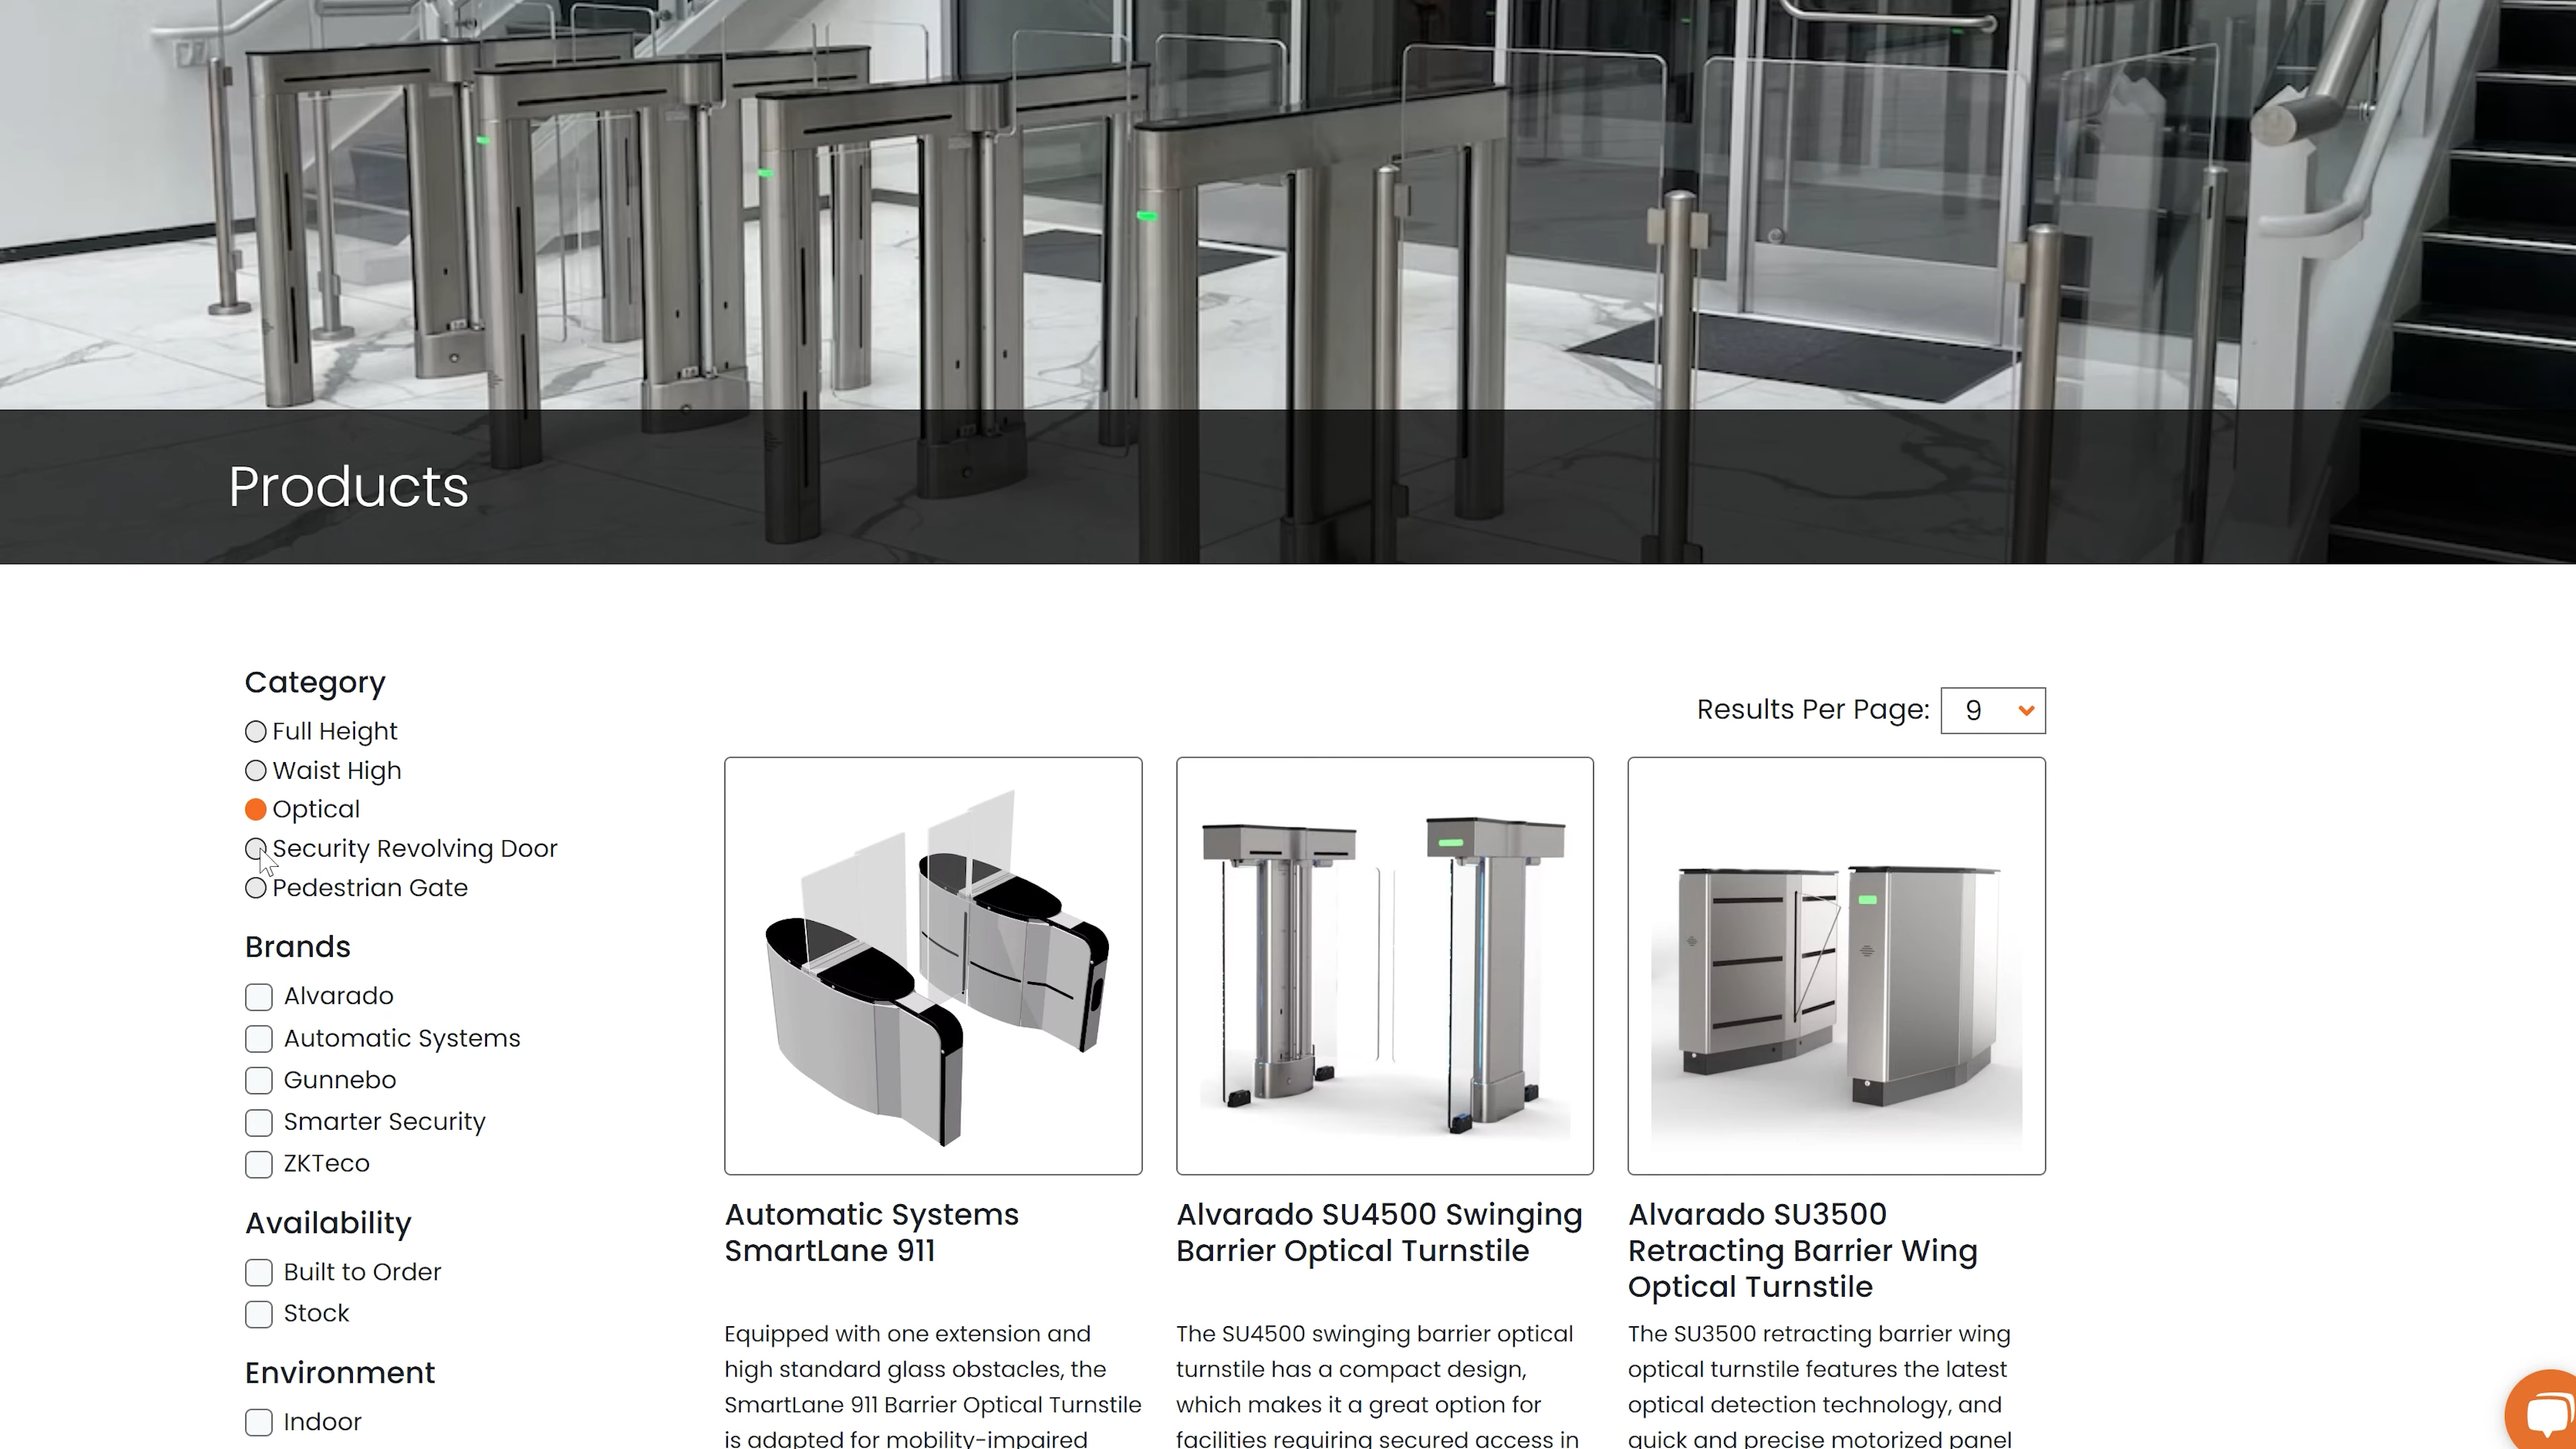 Products
Category
Full Height
Waist High
Optical
Security Revolving Door
Pedestrian Gate
Brands
Alvarado
Automatic Systems
Gunnebo
Smarter Security
ZKTeco
Availability
Built to Order
Stock
Environment
Indoor
Results Per Page: 9
Automatic Systems
SmartLane 911
Equipped with one extension and
high standard glass obstacles, the
SmartLane 911 Barrier Optical Turnstile
is adapted for mobility-impaired
Alvarado SU4500 Swinging
Barrier Optical Turnstile
The SU4500 swinging barrier optical
turnstile has a compact design,
which makes it a great option for
facilities requiring secured access in
Alvarado SU3500
Retracting Barrier Wing
Optical Turnstile
The SU3500 retracting barrier wing
optical turnstile features the latest
optical detection technology, and
quick and precise motorized panel